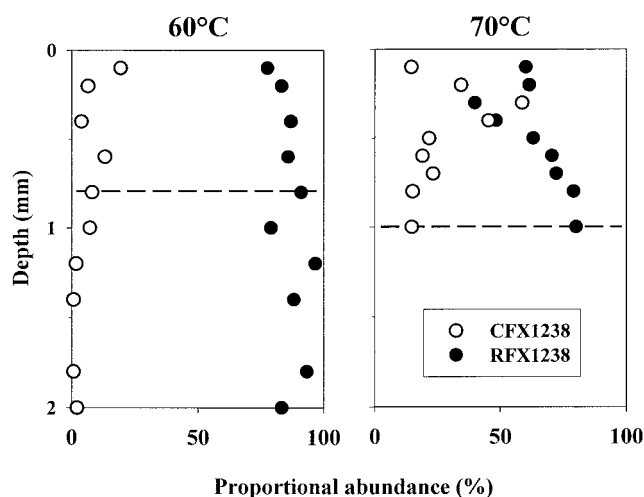 60°C 70°C
0
1
2
Depth (mm)
0 50 100 0 50 100
CFX1238
RFX1238
Proportional abundance (%)